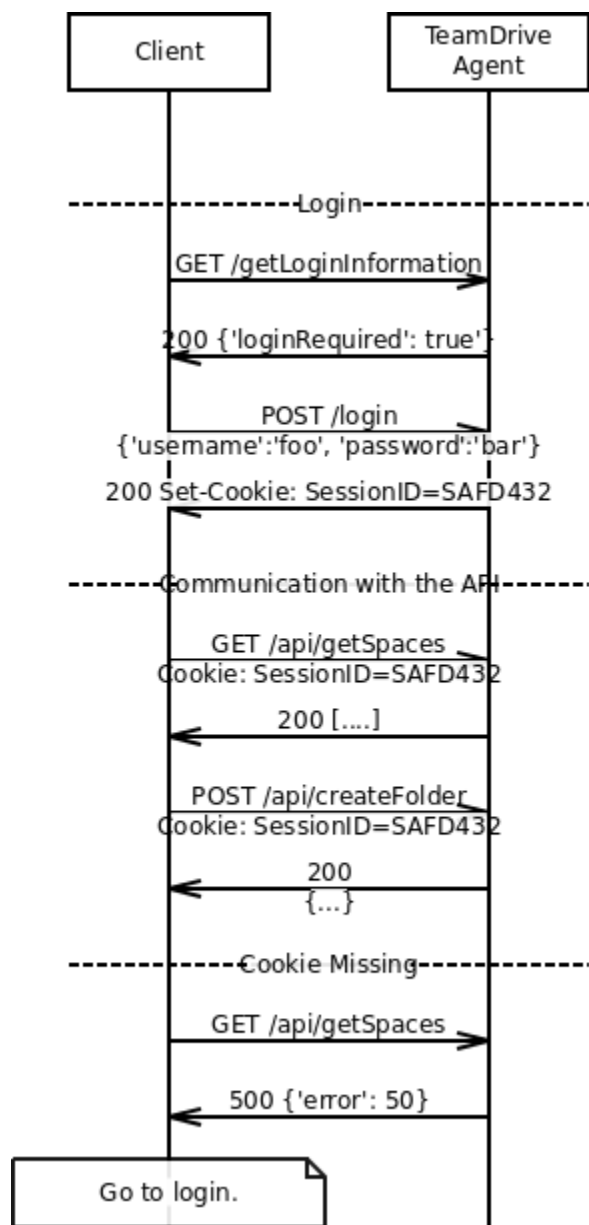 Client
TeamDrive
Agent
Login
GET /getLoginInformation
200 {'loginRequired': true'}
POST /login
{'username':'foo', 'password':'bar'}
200 Set-Cookie: SessionID=SAFD432
Communication with the API
GET /api/getSpaces
Cookie: SessionID=SAFD432
200 [....]
POST /api/createFolder
Cookie: SessionID=SAFD432
200
{...}
Cookie Missing
GET /api/getSpaces
500 {'error': 50}
Go to login.